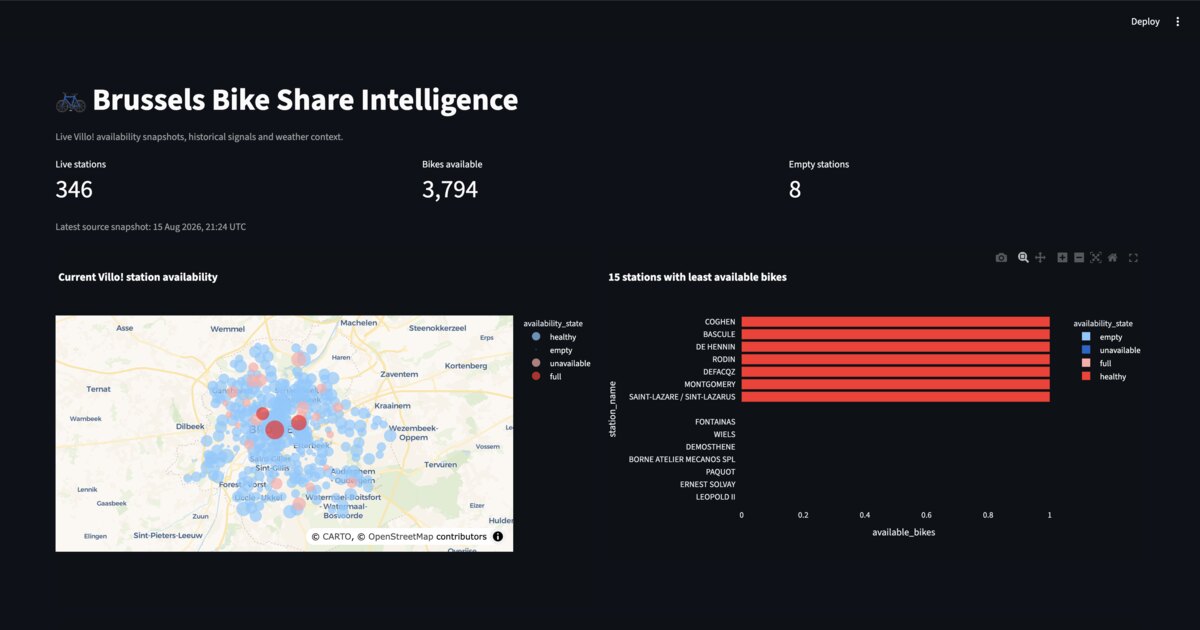 Deploy
Brussels Bike Share Intelligence
Live Villo! availability snapshots, historical signals and weather context.
Live stations
346
Bikes available
3,794
Empty stations
8
Latest source snapshot: 15 Aug 2026, 21:24 UTC
Current Villo! station availability
Asse
Wemmel
Machelen
Steenokkerzeel
Erps
Haren
Kortenberg
Zaventem
Ternat
Kraainem
Wambeek
Dilbeek
Wezembeek-
Oppem
Vossem
Etterbeek
Saint-Gilles
Sint-Gillis
Tervuren
Lennik
Watermael-Boitsfort
- Watermaal-
Bosvoorde
Gaasbeek
Elzer
Zuun
Elingen
Sint-Pieters-Leeuw
© CARTO, © OpenStreetMap contributors
availability_state
healthy
empty
unavailable
full
15 stations with least available bikes
station_name
COGHEN
BASCULE
DE HENNIN
RODIN
DEFACQZ
MONTGOMERY
SAINT-LAZARE / SINT-LAZARUS
FONTAINAS
WIELS
DEMOSTHENE
BORNE ATELIER MECANOS SPL
PAQUOT
ERNEST SOLVAY
LEOPOLD II
0 0.2 0.4 0.6 0.8 1
available_bikes
availability_state
empty
unavailable
full
healthy